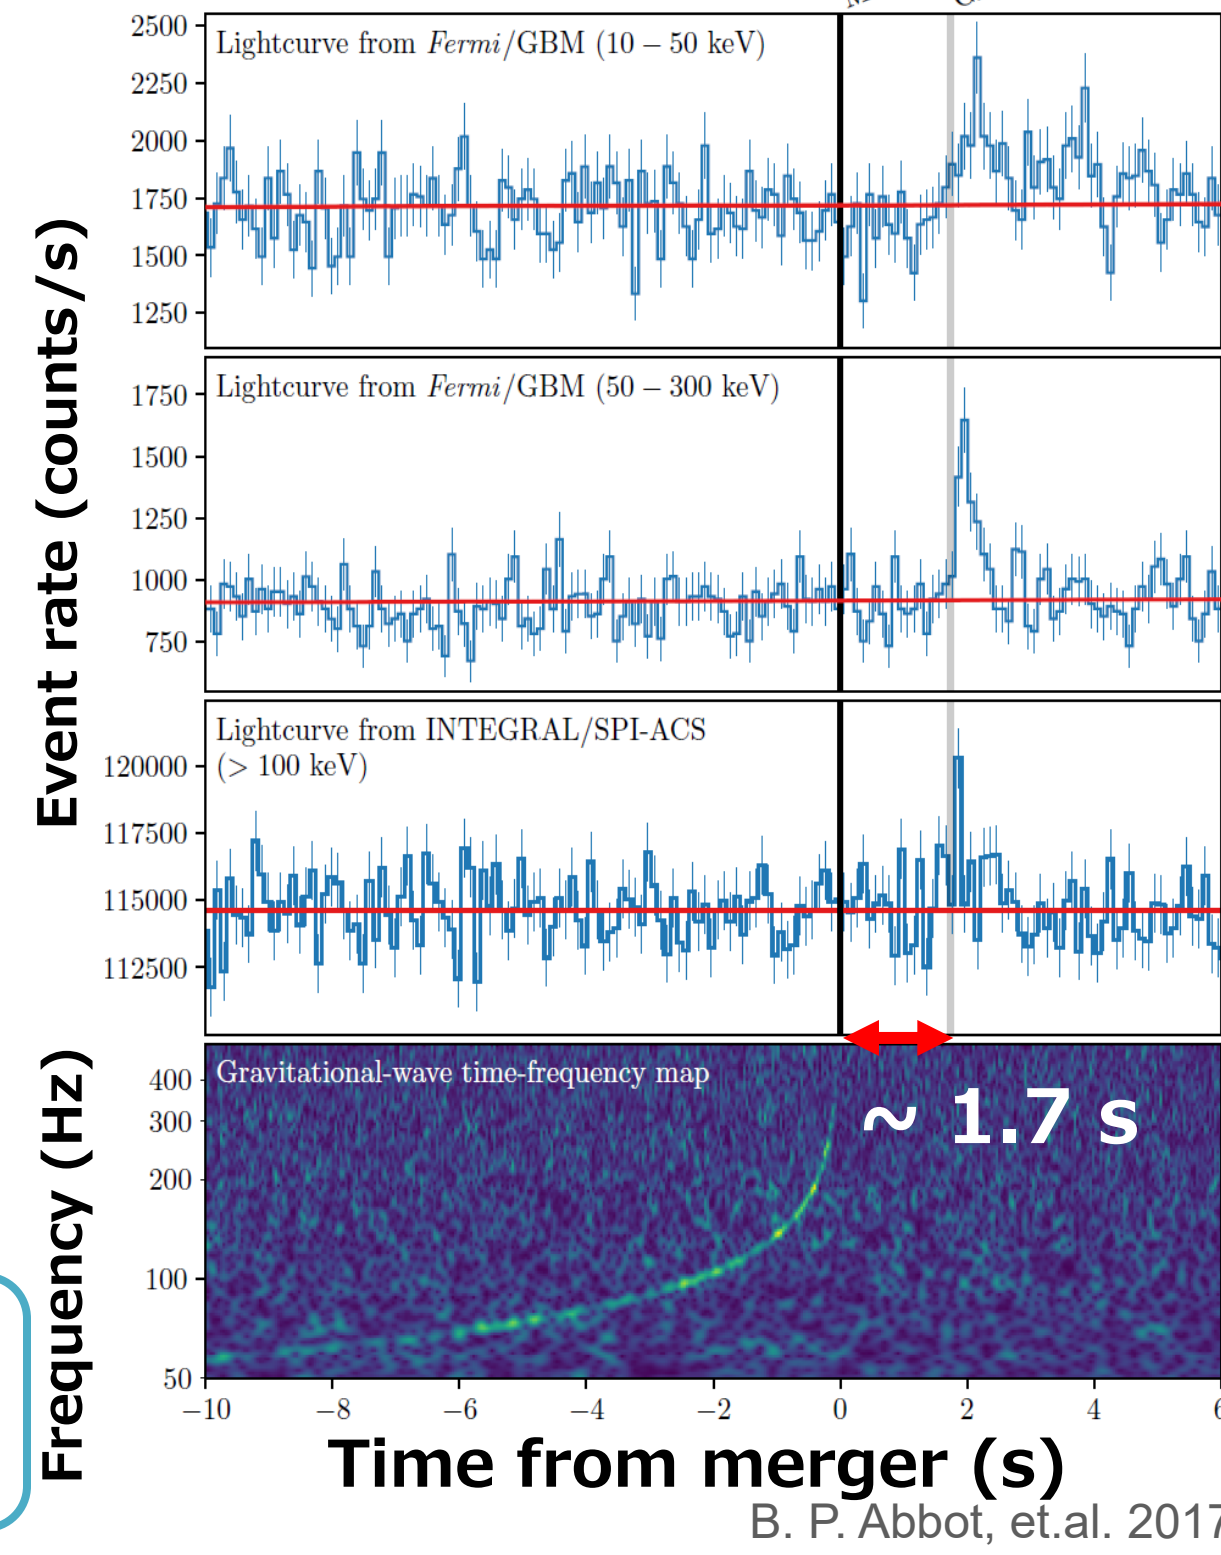 2500
Lightcurve from Fermi/GBM (10 – 50 keV)
2250
2000
1750
1500
1250
Event rate (counts/s)
Lightcurve from Fermi/GBM (50 – 300 keV)
1750
1500
1250
1000
750
Lightcurve from INTEGRAL/SPI-ACS
(> 100 keV)
120000
117500
115000
112500
Frequency (Hz)
Gravitational-wave time-frequency map
400
300
200
100
50
~ 1.7 s
−10 −8 −6 −4 −2 0 2 4 6
Time from merger (s)
B. P. Abbot, et.al. 2017